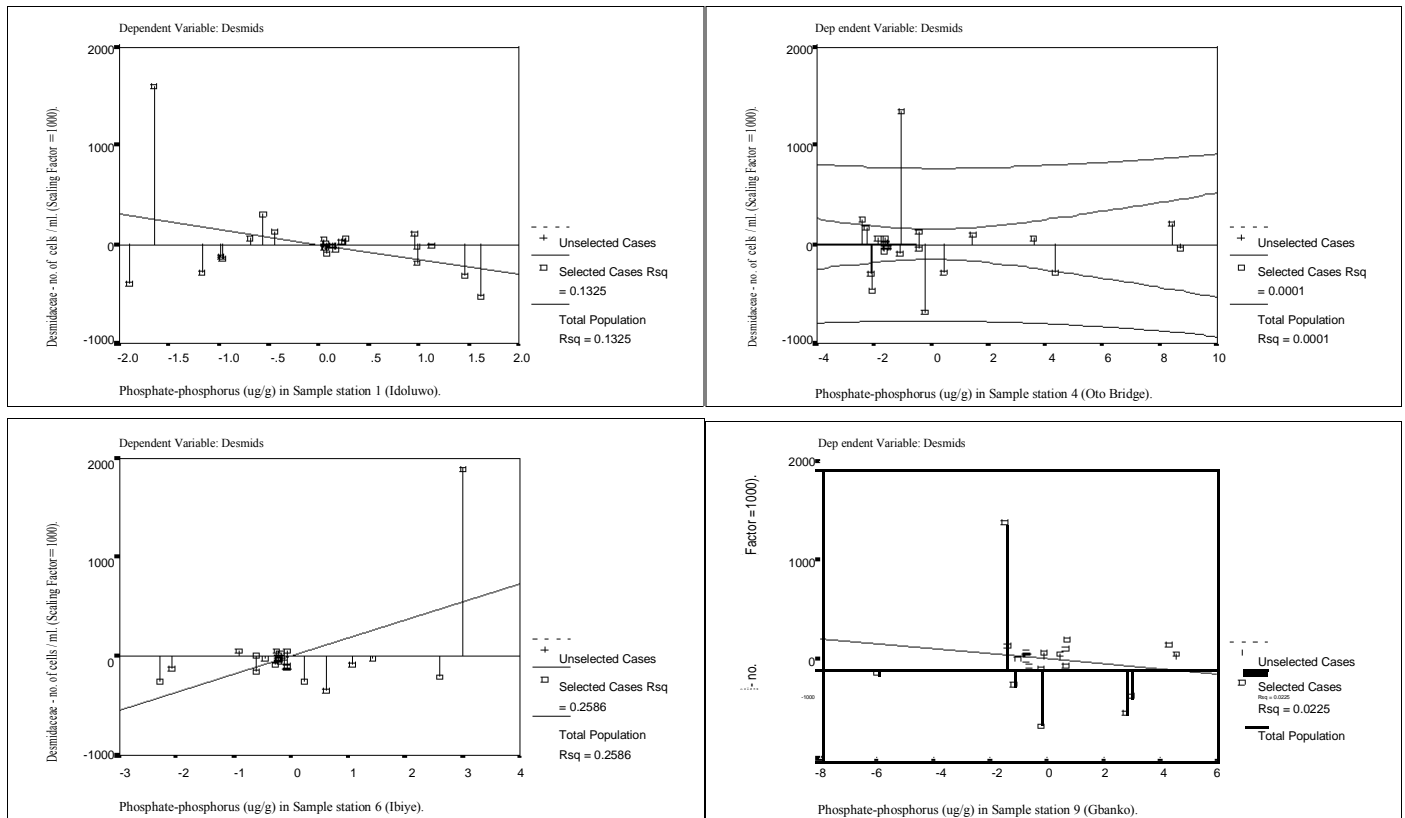 Dependent Variable: Desmids
Desmidaceae - no. of cells / ml. (Scaling Factor = 1000).
2000
1000
0
-1000
-2.0 -1.5 -1.0 -.5 0.0 .5 1.0 1.5 2.0
Unselected Cases
Selected Cases Rsq
= 0.1325
Total Population
Rsq = 0.1325
Phosphate-phosphorus (ug/g) in Sample station 1 (Idoluwo).
Dep endent Variable: Desmids
Desmidaceae - no. of cells / ml. (Scaling Factor = 1000).
2000
1000
0
-1000
-4 -2 0 2 4 6 8 10
Unselected Cases
Selected Cases Rsq
= 0.0001
Total Population
Rsq = 0.0001
Phosphate-phosphorus (ug/g) in Sample station 4 (Oto Bridge).
Dependent Variable: Desmids
Desmidaceae - no. of cells / ml. (Scaling Factor = 1000).
2000
1000
0
-1000
-3 -2 -1 0 1 2 3 4
Unselected Cases
Selected Cases Rsq
= 0.2586
Total Population
Rsq = 0.2586
Phosphate-phosphorus (ug/g) in Sample station 6 (Ibiye).
Dep endent Variable: Desmids
Factor = 1000).
- no.
2000
1000
0
-1000
-8 -6 -4 -2 0 2 4 6
Unselected Cases
Selected Cases
Rsq = 0.0225
Rsq = 0.0225
Total Population
Phosphate-phosphorus (ug/g) in Sample station 9 (Gbanko).